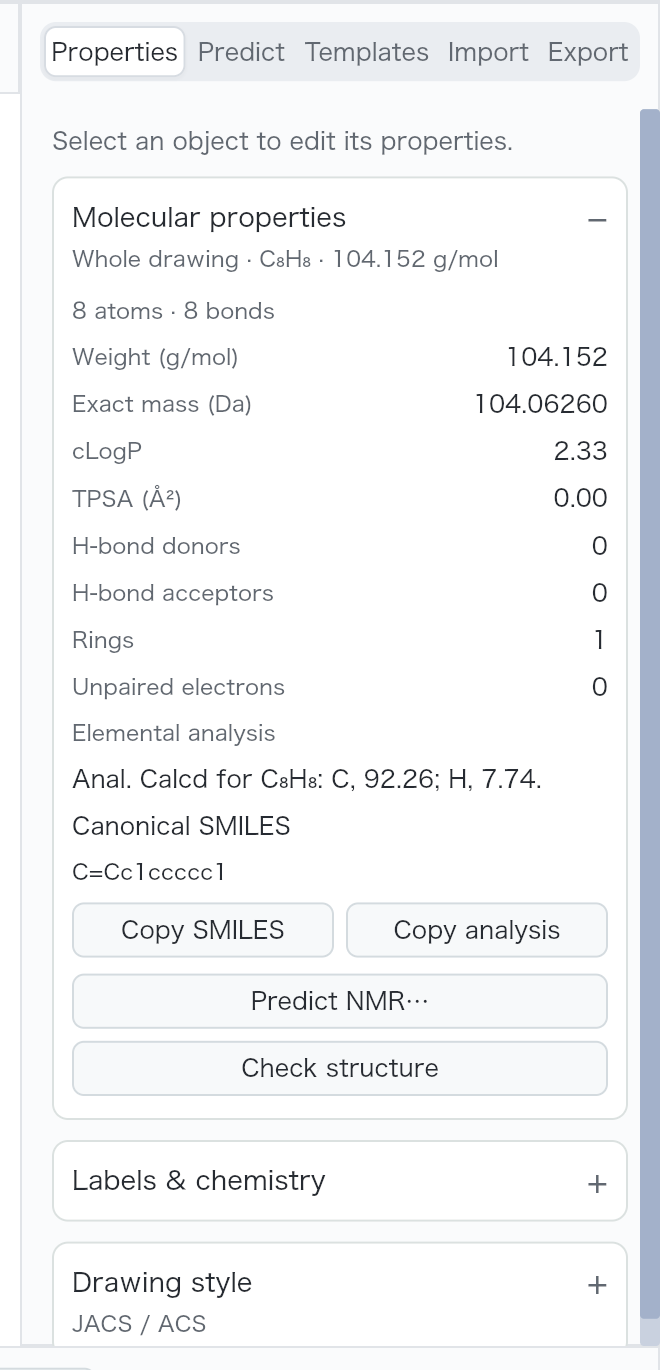 Properties Predict Templates Import Export
Select an object to edit its properties.
Molecular properties −
Whole drawing · C₈H₈ · 104.152 g/mol
8 atoms · 8 bonds
Weight (g/mol) 104.152
Exact mass (Da) 104.06260
cLogP 2.33
TPSA (Å²) 0.00
H-bond donors 0
H-bond acceptors 0
Rings 1
Unpaired electrons 0
Elemental analysis
Anal. Calcd for C₈H₈: C, 92.26; H, 7.74.
Canonical SMILES
C=Cc1ccccc1
Copy SMILES Copy analysis
Predict NMR…
Check structure
Labels & chemistry +
Drawing style +
JACS / ACS